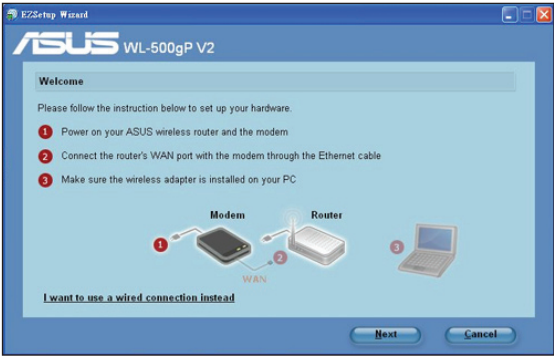 EZSetup Wizard
ASUS WL-500gP V2
Welcome
Please follow the instruction below to set up your hardware.
1 Power on your ASUS wireless router and the modem
2 Connect the router's WAN port with the modem through the Ethernet cable
3 Make sure the wireless adapter is installed on your PC
Modem Router
1 2 3
WAN
I want to use a wired connection instead
Next Cancel